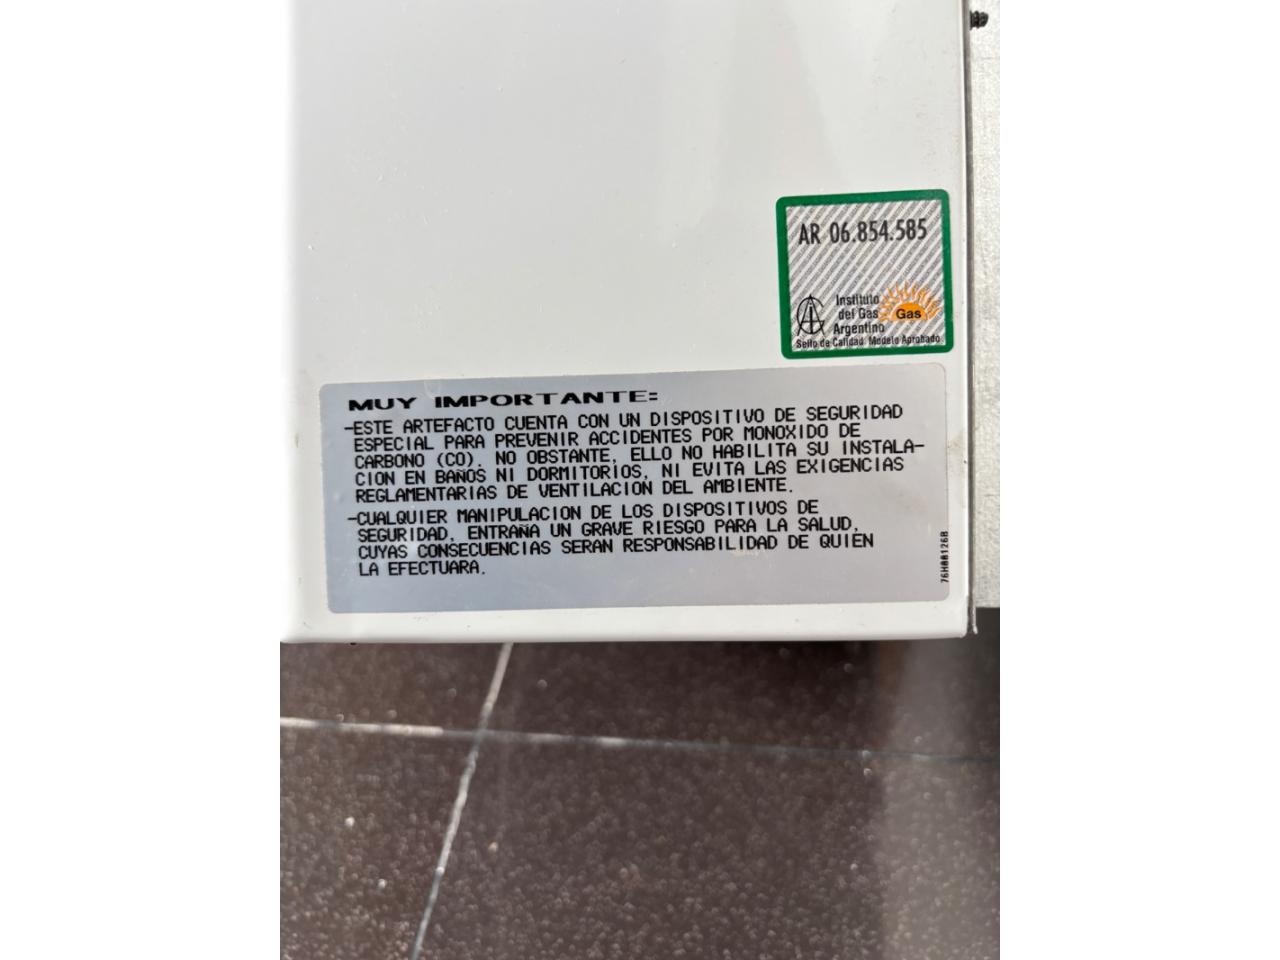 AR 06.854.585
Instituto
del Gas
Argentino
Gas
Sello de Calidad Modelo Aprobado
MUY IMPORTANTE:
-ESTE ARTEFACTO CUENTA CON UN DISPOSITIVO DE SEGURIDAD
ESPECIAL PARA PREVENIR ACCIDENTES POR MONOXIDO DE
CARBONO (CO). NO OBSTANTE, ELLO NO HABILITA SU INSTALA-
CION EN BAÑOS NI DORMITORIOS, NI EVITA LAS EXIGENCIAS
REGLAMENTARIAS DE VENTILACION DEL AMBIENTE.
-CUALQUIER MANIPULACION DE LOS DISPOSITIVOS DE
SEGURIDAD, ENTRAÑA UN GRAVE RIESGO PARA LA SALUD,
CUYAS CONSECUENCIAS SERAN RESPONSABILIDAD DE QUIEN
LA EFECTUARA.